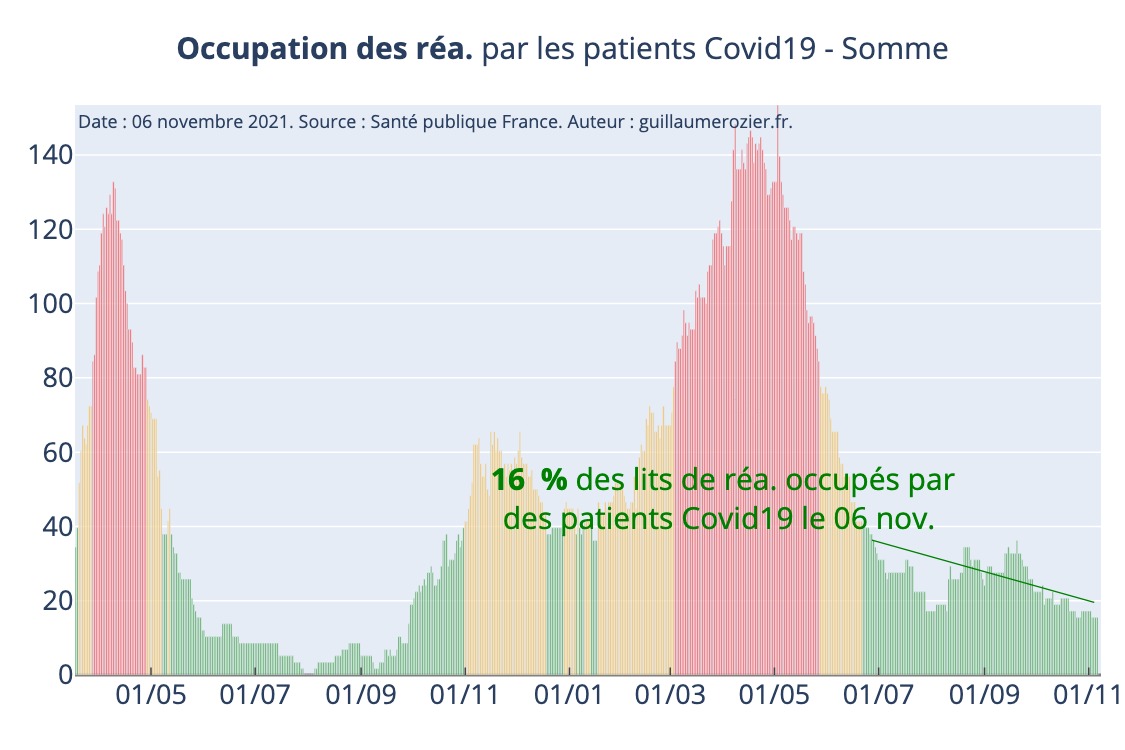 Occupation des réa. par les patients Covid19 - Somme
Date : 06 novembre 2021. Source : Santé publique France. Auteur : guillaumerozier.fr.
140
120
100
80
60
40
20
0
16 % des lits de réa. occupés par
des patients Covid19 le 06 nov.
01/05 01/07 01/09 01/11 01/01 01/03 01/05 01/07 01/09 01/11